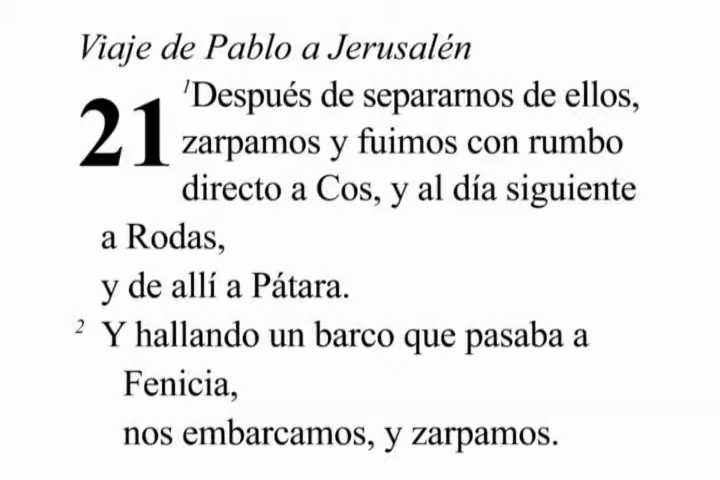 Viaje de Pablo a Jerusalén
21 1Después de separarnos de ellos,
zarpamos y fuimos con rumbo
directo a Cos, y al día siguiente
a Rodas,
y de allí a Pátara.
2 Y hallando un barco que pasaba a
Fenicia,
nos embarcamos, y zarpamos.